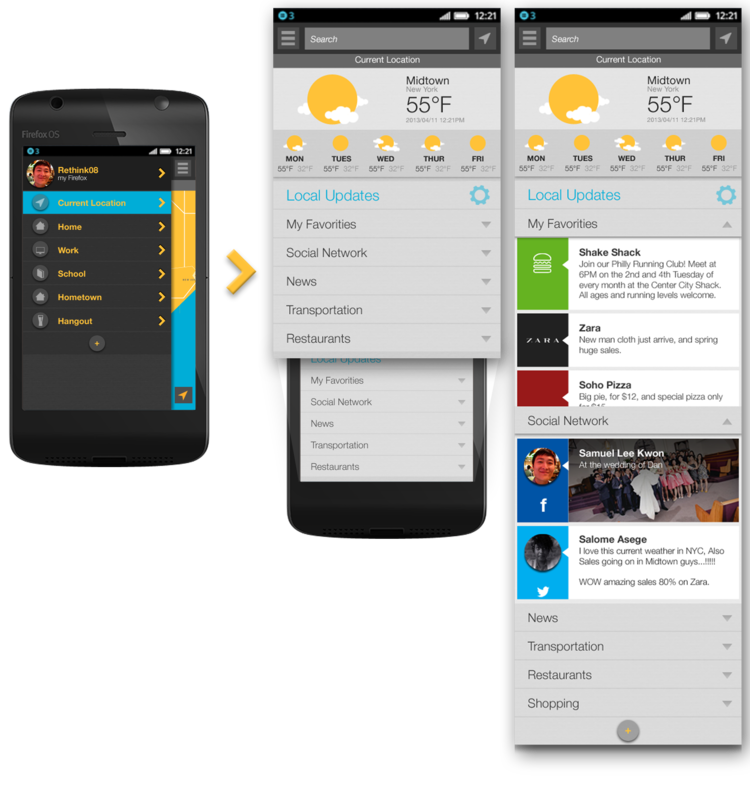 Firefox OS
3 12:21
Rethink08
my Firefox
Current Location
Home
Work
School
Hometown
Hangout
+
3 12:21
Search
Current Location
Midtown
New York
55°F
2013/04/11 12:21PM
MON TUES WED THUR FRI
55°F 32°F 55°F 32°F 55°F 32°F 55°F 32°F 55°F 32°F
Local Updates
My Favorities
Social Network
News
Transportation
Restaurants
Local Updates
My Favorities
Social Network
News
Transportation
Restaurants
3 12:21
Search
Current Location
Midtown
New York
55°F
2013/04/11 12:21PM
MON TUES WED THUR FRI
55°F 32°F 55°F 32°F 55°F 32°F 55°F 32°F 55°F 32°F
Local Updates
My Favorities
Shake Shack
Join our Philly Running Club! Meet at
6PM on the 2nd and 4th Tuesday of
every month at the Center City Shack.
All ages and running levels welcome.
ZARA
Zara
New man cloth just arrive, and spring
huge sales.
Soho Pizza
Big pie, for $12, and special pizza only
for $15
Social Network
Samuel Lee Kwon
At the wedding of Dan
f
Salome Asege
I love this current weather in NYC, Also
Sales going on in Midtown guys...!!!!!
WOW amazing sales 80% on Zara.
News
Transportation
Restaurants
Shopping
+